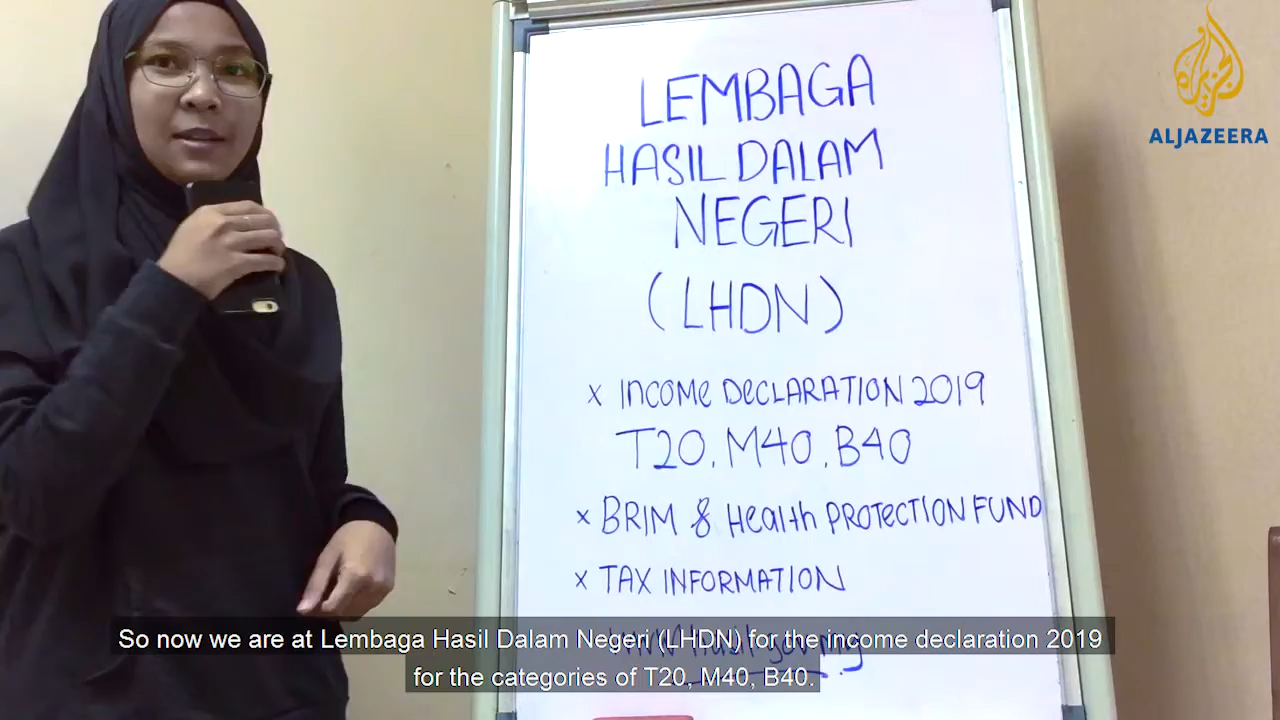 LEMBAGA
HASIL DALAM
NEGERI
(LHDN)
x INCOME DECLARATION 2019
T20, M40, B40
x BRIM & Health PROTECTION FUND
x TAX INFORMATION
ALJAZEERA
So now we are at Lembaga Hasil Dalam Negeri (LHDN) for the income declaration 2019
for the categories of T20, M40, B40.